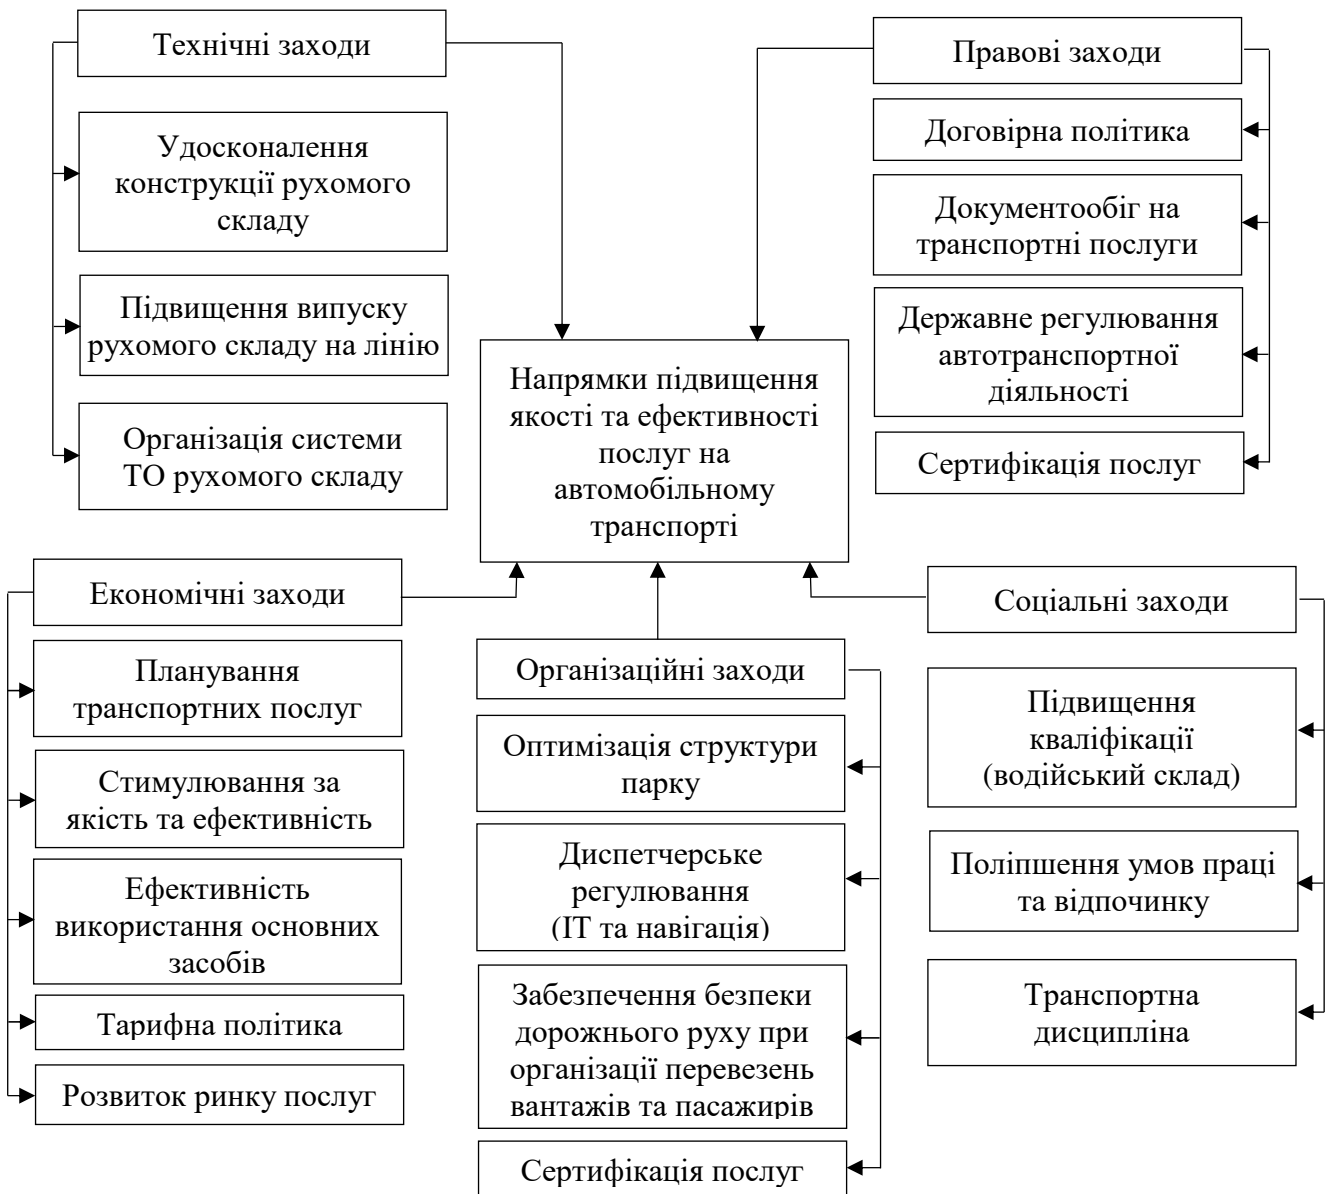 Технічні заходи
Удосконалення
конструкції рухомого
складу
Підвищення випуску
рухомого складу на лінію
Організація системи
ТО рухомого складу
Правові заходи
Договірна політика
Документообіг на
транспортні послуги
Державне регулювання
автотранспортної
діяльності
Сертифікація послуг
Напрямки підвищення
якості та ефективності
послуг на
автомобільному
транспорті
Економічні заходи
Планування
транспортних послуг
Стимулювання за
якість та ефективність
Ефективність
використання основних
засобів
Тарифна політика
Розвиток ринку послуг
Організаційні заходи
Оптимізація структури
парку
Диспетчерське
регулювання
(ІТ та навігація)
Забезпечення безпеки
дорожнього руху при
організації перевезень
вантажів та пасажирів
Сертифікація послуг
Соціальні заходи
Підвищення
кваліфікації
(водійський склад)
Поліпшення умов праці
та відпочинку
Транспортна
дисципліна